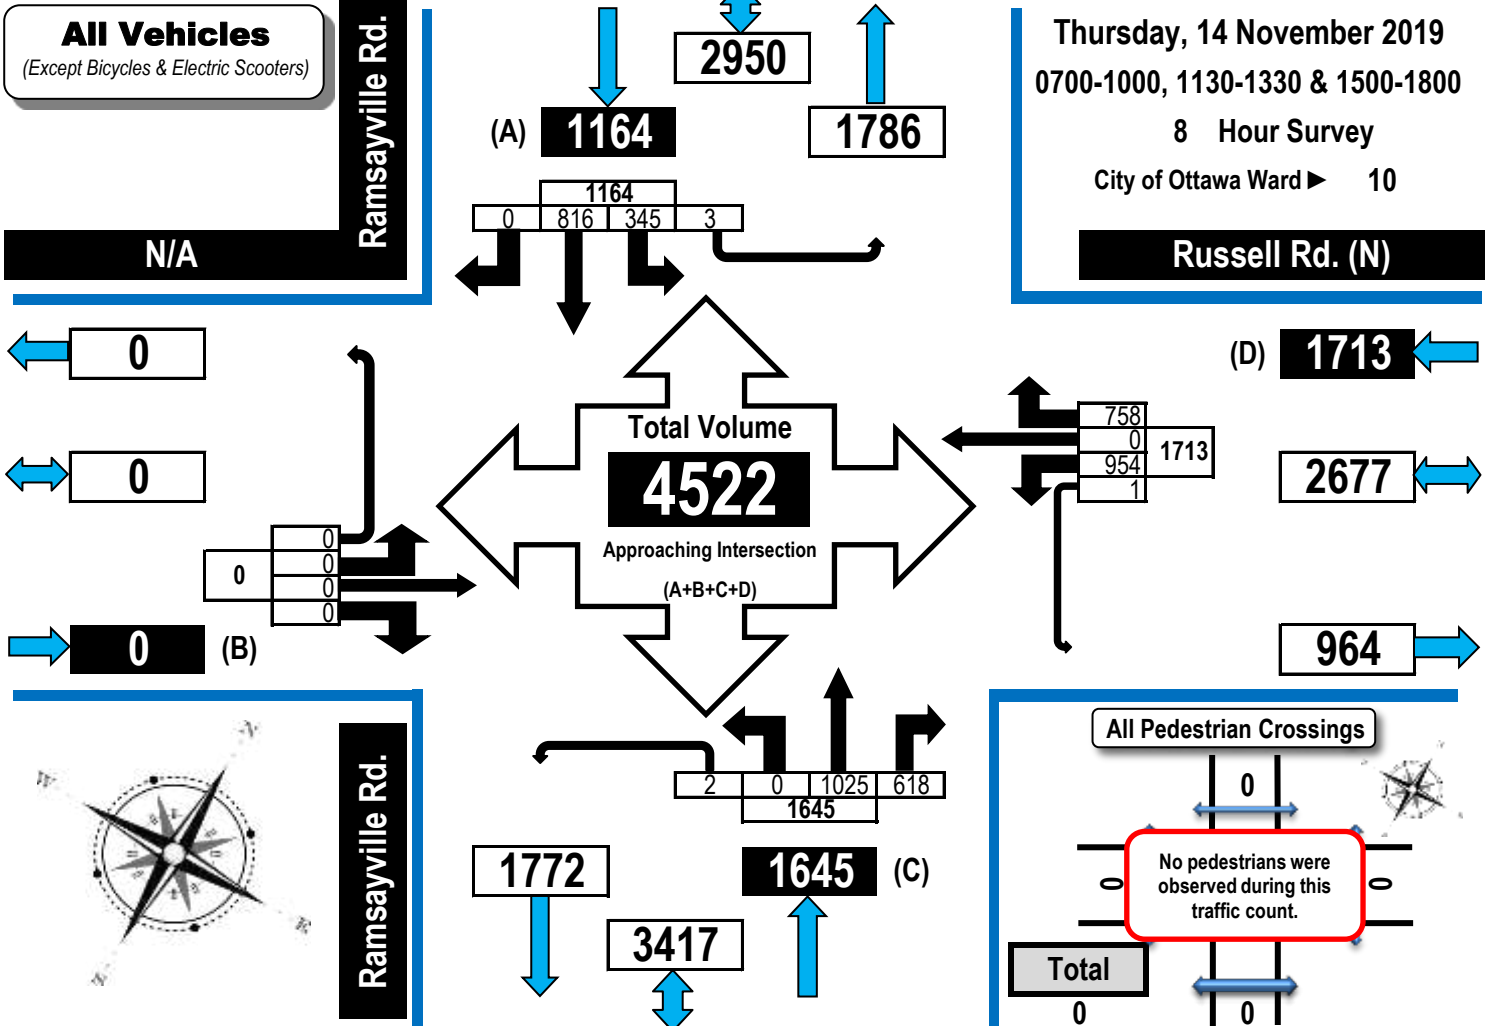 All Vehicles
(Except Bicycles & Electric Scooters)
Ramsayville Rd.
N/A
2950
(A) 1164
1786
1164
0 816 345 3
Thursday, 14 November 2019
0700-1000, 1130-1330 & 1500-1800
8 Hour Survey
City of Ottawa Ward ► 10
Russell Rd. (N)
0
0
0
0
0
0
0
0 (B)
Total Volume
4522
Approaching Intersection
(A+B+C+D)
(D) 1713
758
0
954
1
1713
2677
964
Ramsayville Rd.
N
W
E
S
2 0 1025 618
1645
1772
1645 (C)
3417
All Pedestrian Crossings
0
No pedestrians were
observed during this
traffic count.
0
0
Total
0
0